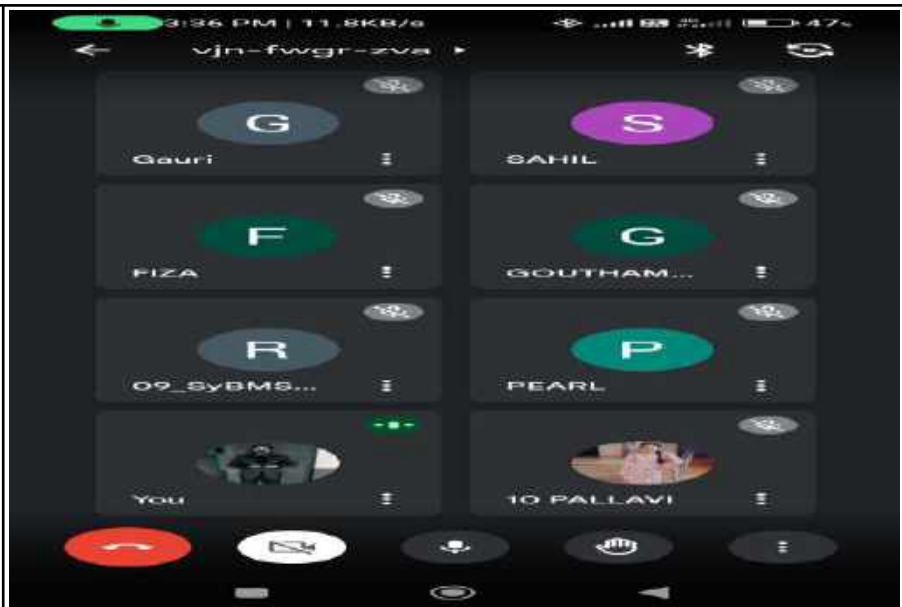 3:36 PM | 11.8KB/s 47%
vjn-fwgr-zva
G S
Gauri SAHIL
F G
FIZA GOUTHAM...
R P
09_SyBMS... PEARL
You 10 PALLAVI